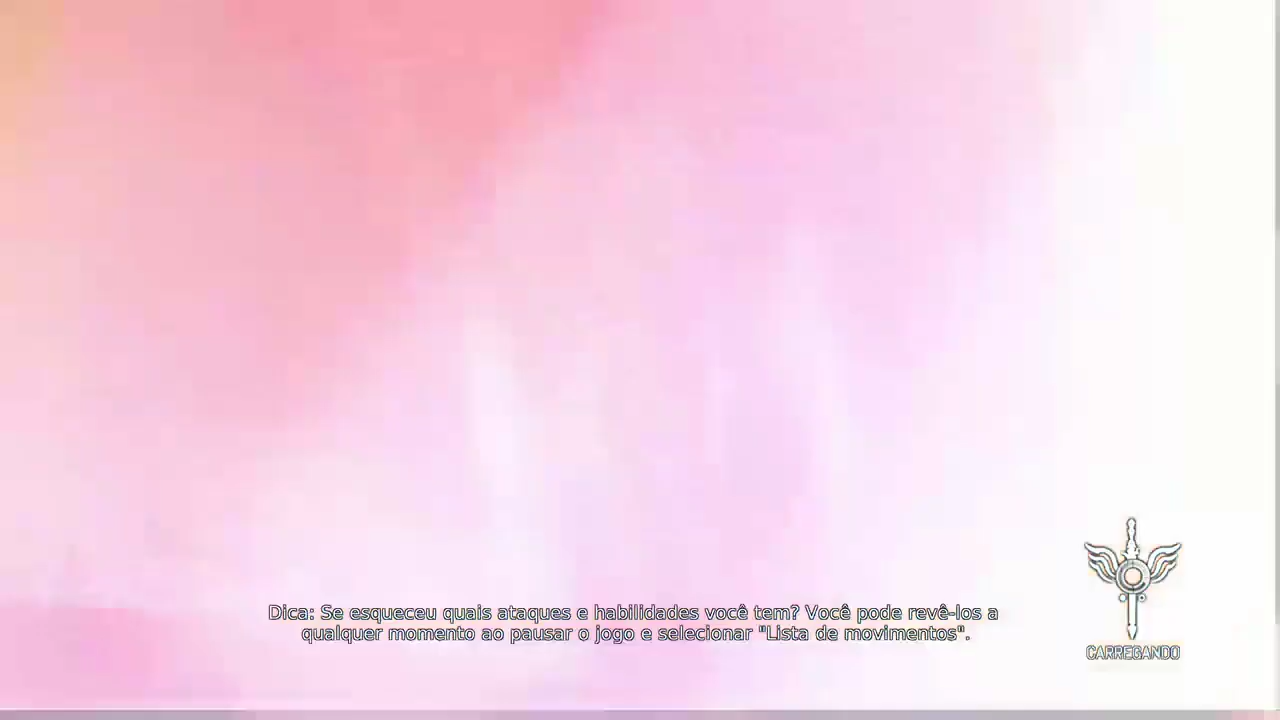 Dica: Se esqueceu quais ataques e habilidades você tem? Você pode revê-los a
qualquer momento ao pausar o jogo e selecionar "Lista de movimentos".
CARREGANDO